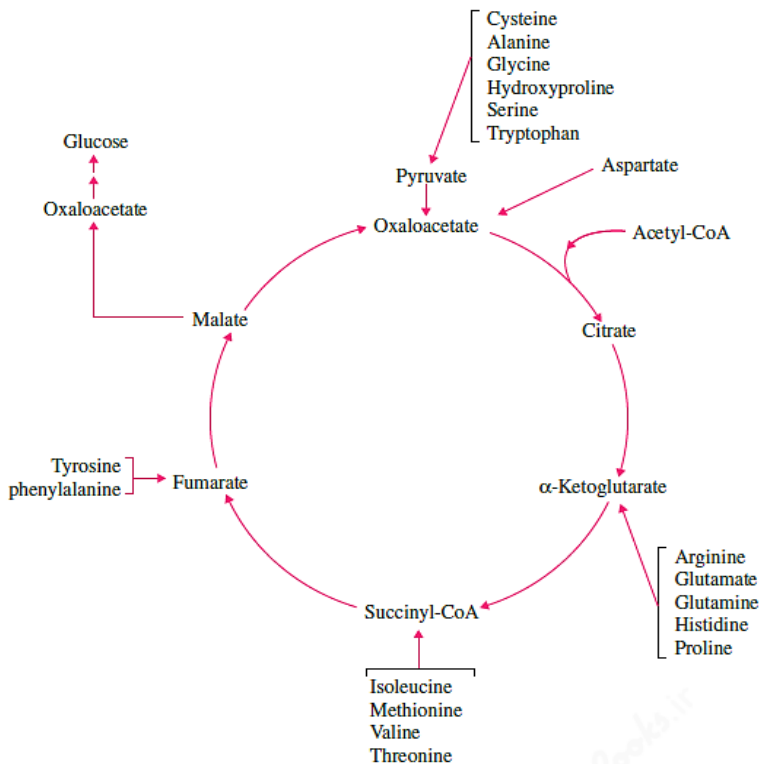 Cysteine
Alanine
Glycine
Hydroxyproline
Serine
Tryptophan
Glucose
Pyruvate
Aspartate
Oxaloacetate
Oxaloacetate
Acetyl-CoA
Malate
Citrate
Tyrosine
phenylalanine
Fumarate
α-Ketoglutarate
Arginine
Glutamate
Glutamine
Histidine
Proline
Succinyl-CoA
Isoleucine
Methionine
Valine
Threonine